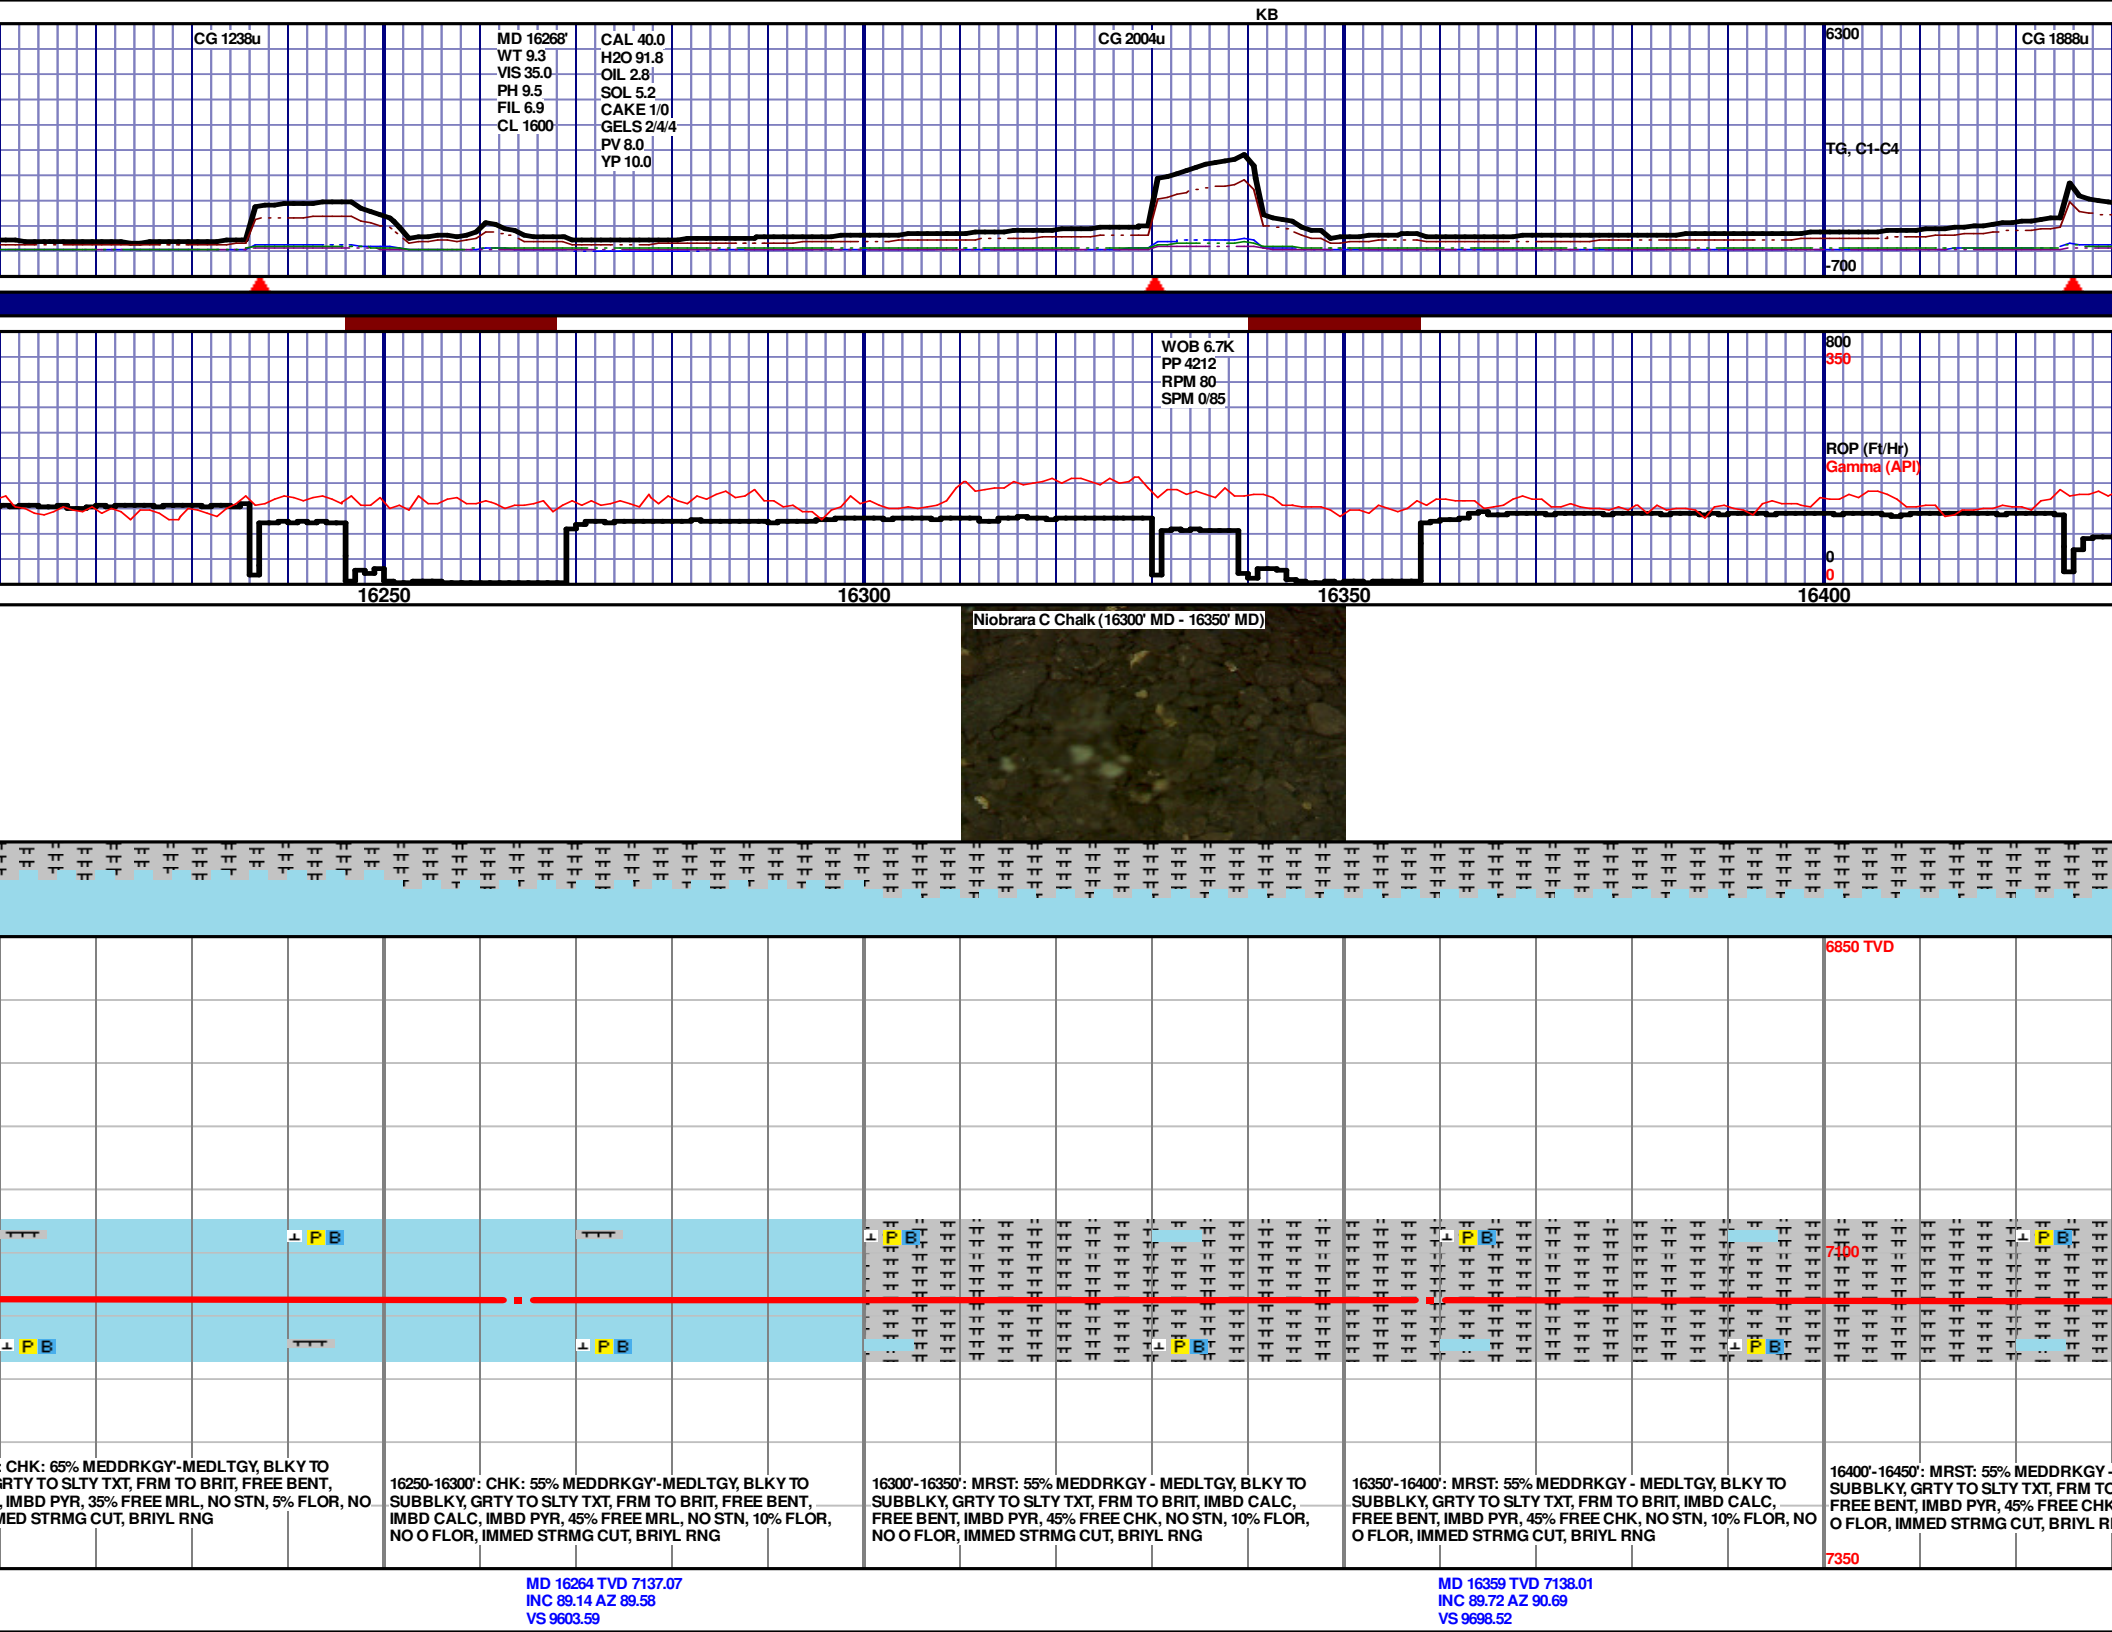 KB
CG 1238u
MD 16268'
WT 9.3
VIS 35.0
PH 9.5
FIL 6.9
CL 1600
CAL 40.0
H2O 91.8
OIL 2.8
SOL 5.2
CAKE 1/0
GELS 2/4/4
PV 8.0
YP 10.0
CG 2004u
6300
TG, C1-C4
-700
CG 1888u
WOB 6.7K
PP 4212
RPM 80
SPM 0/85
800
350
ROP (Ft/Hr)
Gamma (API)
0
0
16250
16300
16350
16400
Niobrara C Chalk (16300' MD - 16350' MD)
6850 TVD
P B
P B
P B
P B
7100
P B
P B
P B
P B
: CHK: 65% MEDDRKGY'-MEDLTGY, BLKY TO
GRTY TO SLTY TXT, FRM TO BRIT, FREE BENT,
, IMBD PYR, 35% FREE MRL, NO STN, 5% FLOR, NO
MED STRMG CUT, BRIYL RNG
16250-16300': CHK: 55% MEDDRKGY'-MEDLTGY, BLKY TO
SUBBLKY, GRTY TO SLTY TXT, FRM TO BRIT, FREE BENT,
IMBD CALC, IMBD PYR, 45% FREE MRL, NO STN, 10% FLOR,
NO O FLOR, IMMED STRMG CUT, BRIYL RNG
16300'-16350': MRST: 55% MEDDRKGY - MEDLTGY, BLKY TO
SUBBLKY, GRTY TO SLTY TXT, FRM TO BRIT, IMBD CALC,
FREE BENT, IMBD PYR, 45% FREE CHK, NO STN, 10% FLOR,
NO O FLOR, IMMED STRMG CUT, BRIYL RNG
16350'-16400': MRST: 55% MEDDRKGY - MEDLTGY, BLKY TO
SUBBLKY, GRTY TO SLTY TXT, FRM TO BRIT, IMBD CALC,
FREE BENT, IMBD PYR, 45% FREE CHK, NO STN, 10% FLOR, NO
O FLOR, IMMED STRMG CUT, BRIYL RNG
16400'-16450': MRST: 55% MEDDRKGY -
SUBBLKY, GRTY TO SLTY TXT, FRM TO
FREE BENT, IMBD PYR, 45% FREE CHK
O FLOR, IMMED STRMG CUT, BRIYL
7350
MD 16264 TVD 7137.07
INC 89.14 AZ 89.58
VS 9603.59
MD 16359 TVD 7138.01
INC 89.72 AZ 90.69
VS 9698.52